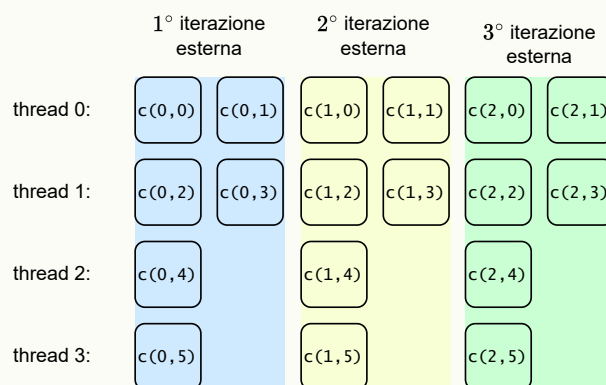 1° iterazione
esterna
2° iterazione
esterna
3° iterazione
esterna
thread 0: c(0,0) c(0,1) c(1,0) c(1,1) c(2,0) c(2,1)
thread 1: c(0,2) c(0,3) c(1,2) c(1,3) c(2,2) c(2,3)
thread 2: c(0,4) c(1,4) c(2,4)
thread 3: c(0,5) c(1,5) c(2,5)